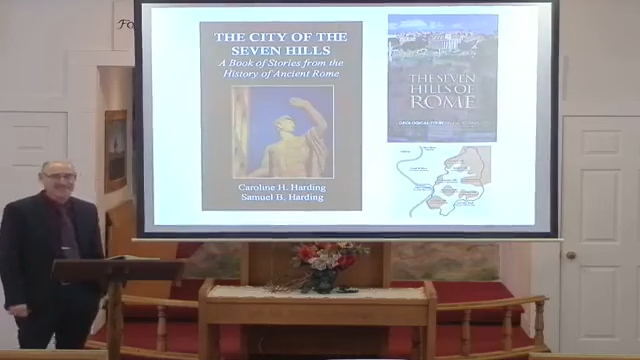 Fo
THE CITY OF THE
SEVEN HILLS
A Book of Stories from the
History of Ancient Rome
Caroline H. Harding
Samuel B. Harding
THE SEVEN
HILLS OF
ROME